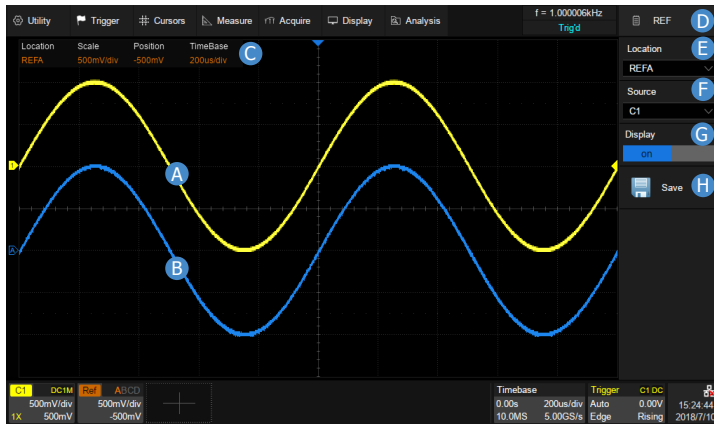 Utility Trigger Cursors Measure Acquire Display Analysis
f = 1.000006kHz
Trig'd
REF D
Location Scale Position TimeBase
REFA 500mV/div -500mV 200us/div
C
Location E
REFA
Source F
C1
Display G
on
Save H
1
A
A
B
C1 DC1M
500mV/div
1X 500mV
Ref ABCD
500mV/div
-500mV
Timebase
0.00s 200us/div
10.0MS 5.00GS/s
Trigger C1 DC
Auto 0.00V
Edge Rising
15:24:44
2018/7/10